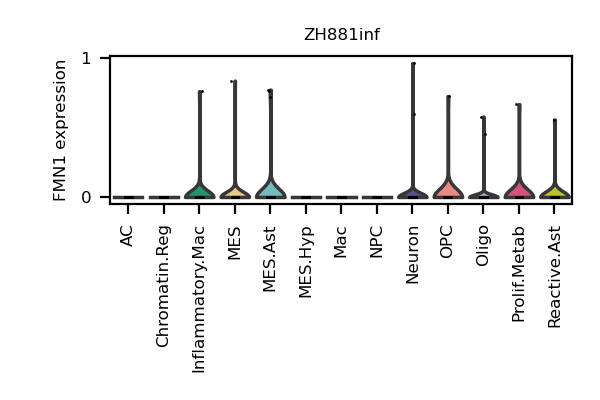 ZH881inf
FMN1 expression
1
0
AC
Chromatin.Reg
Inflammatory.Mac
MES
MES.Ast
MES.Hyp
Mac
NPC
Neuron
OPC
Oligo
Prolif.Metab
Reactive.Ast